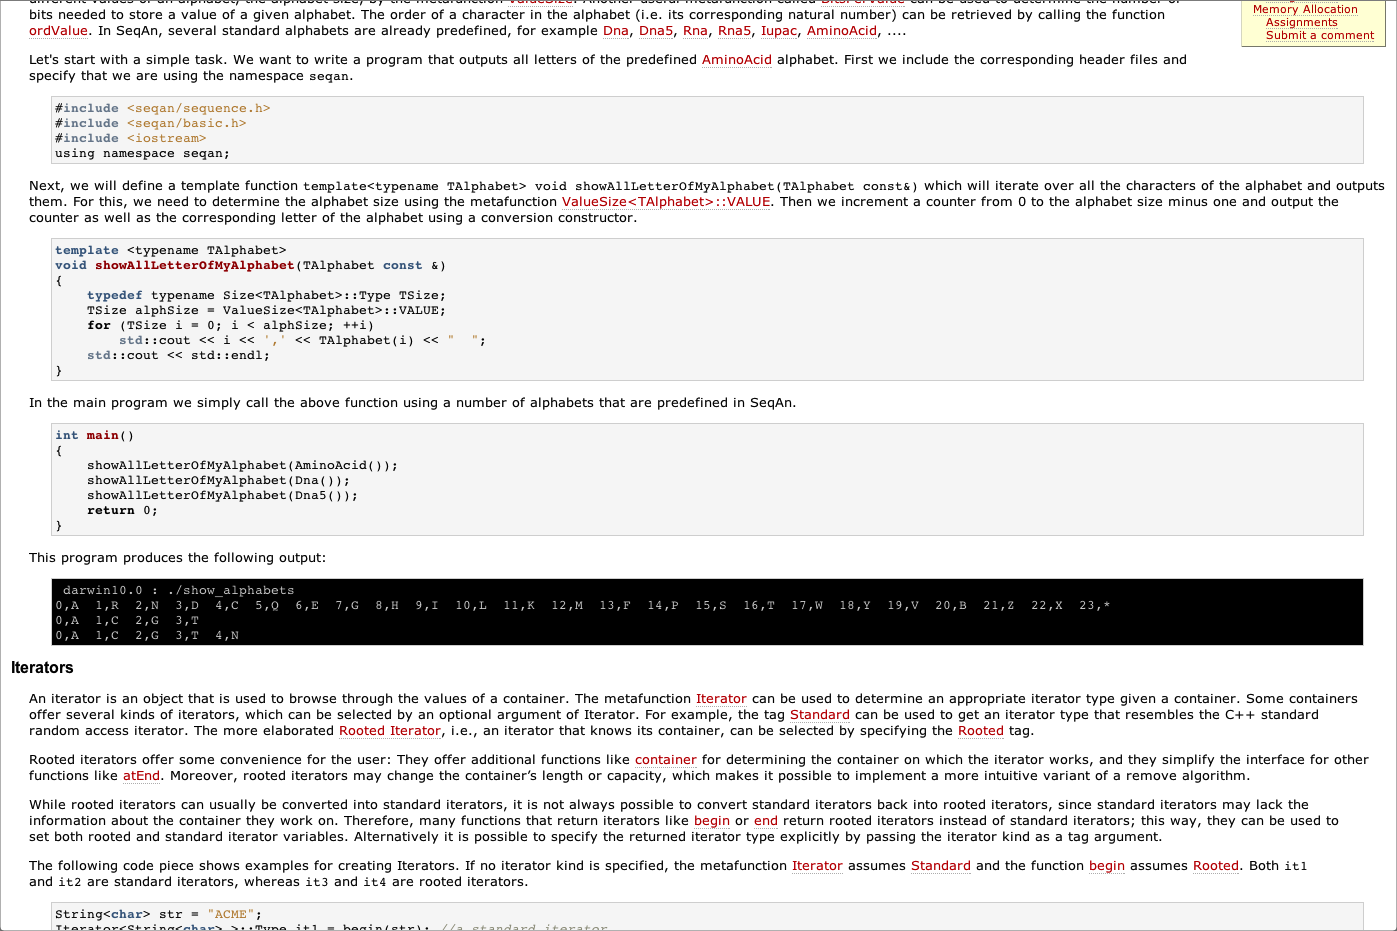 bits needed to store a value of a given alphabet. The order of a character in the alphabet (i.e. its corresponding natural number) can be retrieved by calling the function
ordValue. In SeqAn, several standard alphabets are already predefined, for example Dna, Dna5, Rna, Rna5, Iupac, AminoAcid, ....
Memory Allocation
Assignments
Submit a comment
Let's start with a simple task. We want to write a program that outputs all letters of the predefined AminoAcid alphabet. First we include the corresponding header files and
specify that we are using the namespace seqan.
#include <seqan/sequence.h>
#include <seqan/basic.h>
#include <iostream>
using namespace seqan;
Next, we will define a template function template<typename TAlphabet> void showAllLetterOfMyAlphabet(TAlphabet const&) which will iterate over all the characters of the alphabet and outputs
them. For this, we need to determine the alphabet size using the metafunction ValueSize<TAlphabet>::VALUE. Then we increment a counter from 0 to the alphabet size minus one and output the
counter as well as the corresponding letter of the alphabet using a conversion constructor.
template <typename TAlphabet>
void showAllLetterOfMyAlphabet(TAlphabet const &)
{
    typedef typename Size<TAlphabet>::Type TSize;
    TSize alphSize = ValueSize<TAlphabet>::VALUE;
    for (TSize i = 0; i < alphSize; ++i)
        std::cout << i << ',' << TAlphabet(i) << "  ";
    std::cout << std::endl;
}
In the main program we simply call the above function using a number of alphabets that are predefined in SeqAn.
int main()
{
    showAllLetterOfMyAlphabet(AminoAcid());
    showAllLetterOfMyAlphabet(Dna());
    showAllLetterOfMyAlphabet(Dna5());
    return 0;
}
This program produces the following output:
darwin10.0 : ./show_alphabets
0,A  1,R  2,N  3,D  4,C  5,Q  6,E  7,G  8,H  9,I  10,L  11,K  12,M  13,F  14,P  15,S  16,T  17,W  18,Y  19,V  20,B  21,Z  22,X  23,*
0,A  1,C  2,G  3,T
0,A  1,C  2,G  3,T  4,N
Iterators
An iterator is an object that is used to browse through the values of a container. The metafunction Iterator can be used to determine an appropriate iterator type given a container. Some containers
offer several kinds of iterators, which can be selected by an optional argument of Iterator. For example, the tag Standard can be used to get an iterator type that resembles the C++ standard
random access iterator. The more elaborated Rooted Iterator, i.e., an iterator that knows its container, can be selected by specifying the Rooted tag.
Rooted iterators offer some convenience for the user: They offer additional functions like container for determining the container on which the iterator works, and they simplify the interface for other
functions like atEnd. Moreover, rooted iterators may change the container’s length or capacity, which makes it possible to implement a more intuitive variant of a remove algorithm.
While rooted iterators can usually be converted into standard iterators, it is not always possible to convert standard iterators back into rooted iterators, since standard iterators may lack the
information about the container they work on. Therefore, many functions that return iterators like begin or end return rooted iterators instead of standard iterators; this way, they can be used to
set both rooted and standard iterator variables. Alternatively it is possible to specify the returned iterator type explicitly by passing the iterator kind as a tag argument.
The following code piece shows examples for creating Iterators. If no iterator kind is specified, the metafunction Iterator assumes Standard and the function begin assumes Rooted. Both it1
and it2 are standard iterators, whereas it3 and it4 are rooted iterators.
String<char> str = "ACME";
Iterator<String<char> >::Type it1 = begin(str); //a standard iterator